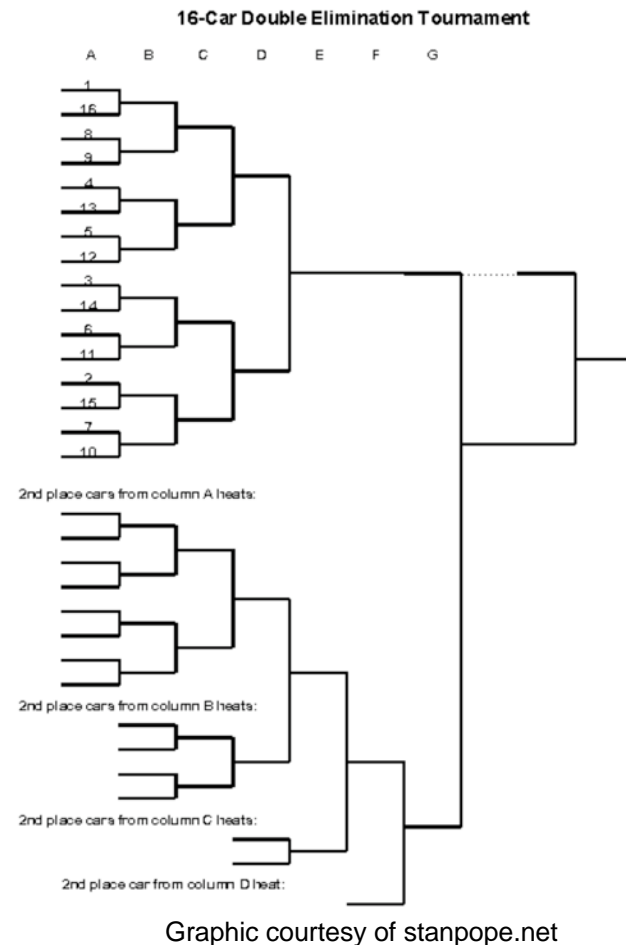 16-Car Double Elimination Tournament
A B C D E F G
1
16
8
9
4
13
5
12
3
14
6
11
2
15
7
10
2nd place cars from column A heats:
2nd place cars from column B heats:
2nd place cars from column C heats:
2nd place car from column D heat:
Graphic courtesy of stanpope.net